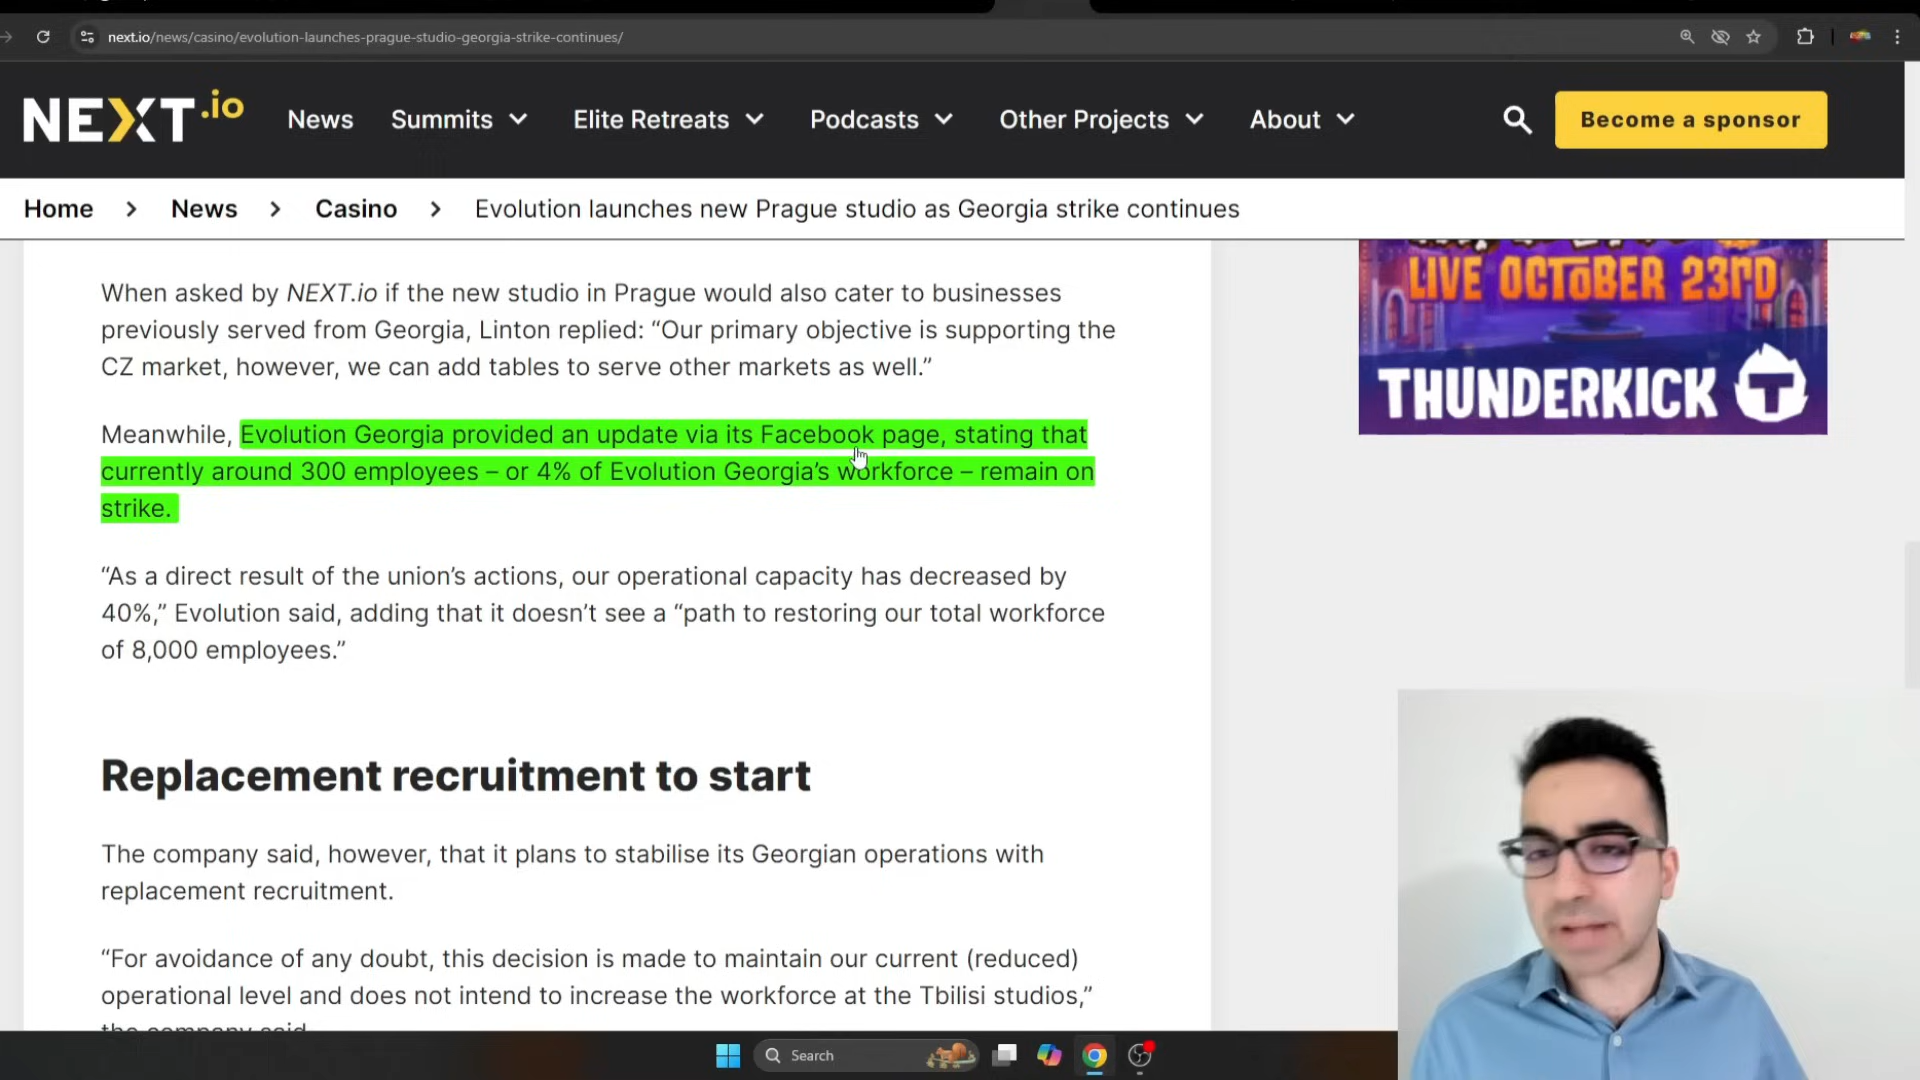 next.io/news/casino/evolution-launches-prague-studio-georgia-strike-continues/
NEXT.io
News
Summits
Elite Retreats
Podcasts
Other Projects
About
Become a sponsor
Home > News > Casino > Evolution launches new Prague studio as Georgia strike continues
LIVE OCTOBER 23RD
THUNDERKICK
When asked by NEXT.io if the new studio in Prague would also cater to businesses
previously served from Georgia, Linton replied: “Our primary objective is supporting the
CZ market, however, we can add tables to serve other markets as well.”
Meanwhile, Evolution Georgia provided an update via its Facebook page, stating that
currently around 300 employees – or 4% of Evolution Georgia’s workforce – remain on
strike.
“As a direct result of the union’s actions, our operational capacity has decreased by
40%,” Evolution said, adding that it doesn’t see a “path to restoring our total workforce
of 8,000 employees.”
Replacement recruitment to start
The company said, however, that it plans to stabilise its Georgian operations with
replacement recruitment.
“For avoidance of any doubt, this decision is made to maintain our current (reduced)
operational level and does not intend to increase the workforce at the Tbilisi studios,”
the company said
Search